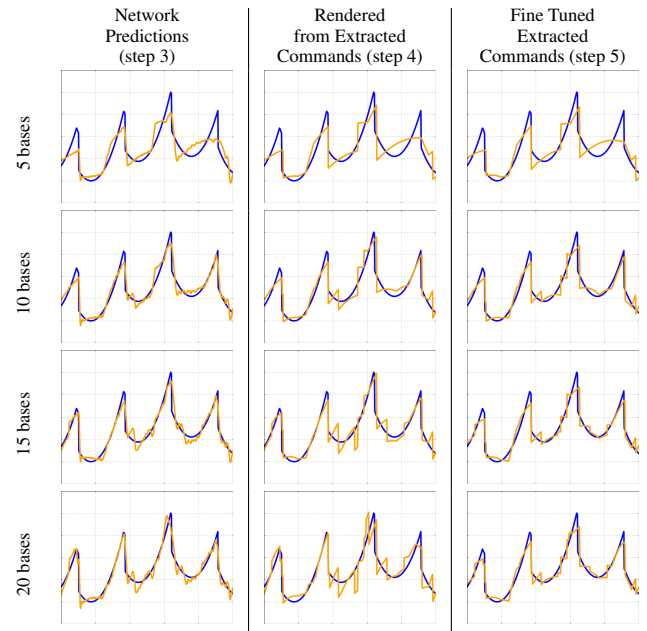 Network
Predictions
(step 3)
Rendered
from Extracted
Commands (step 4)
Fine Tuned
Extracted
Commands (step 5)
5 bases
10 bases
15 bases
20 bases